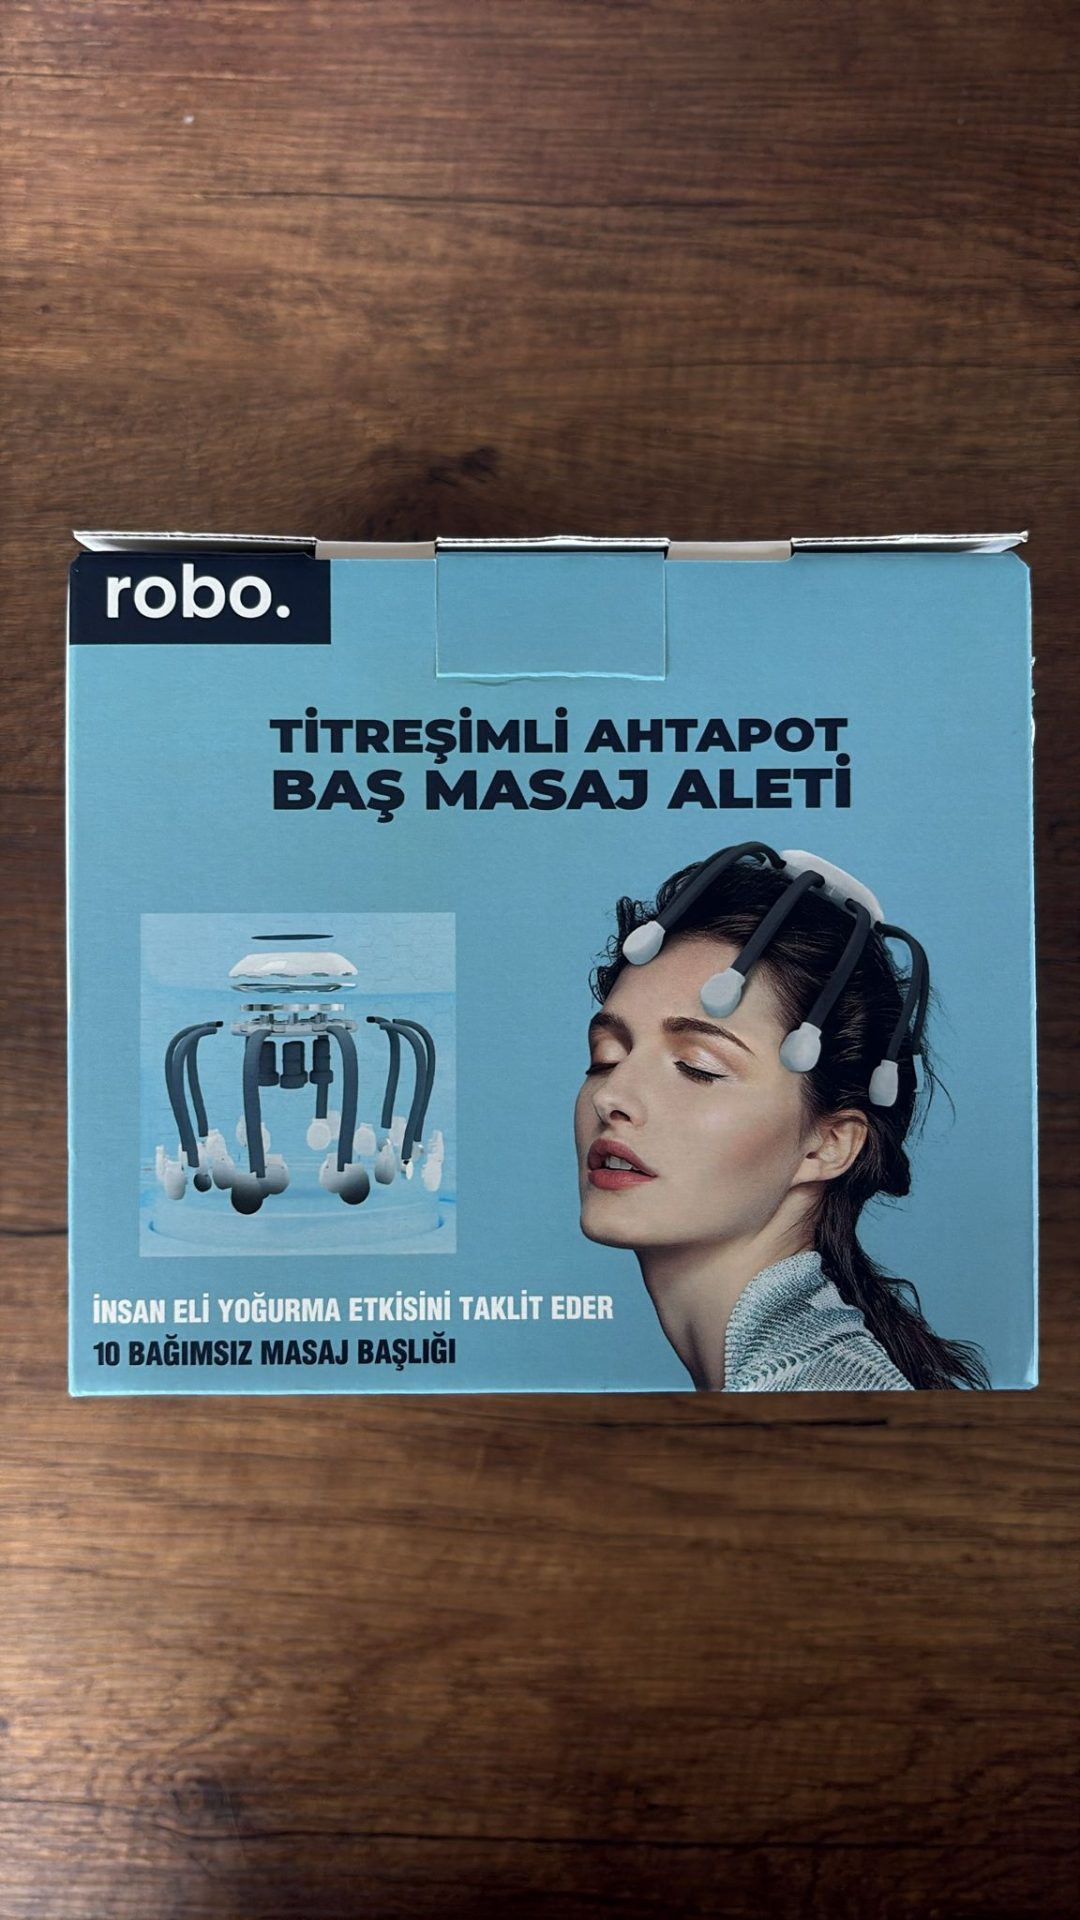 robo.
TİTREŞİMLİ AHTAPOT
BAŞ MASAJ ALETİ
İNSAN ELİ YOĞURMA ETKİSİNİ TAKLİT EDER
10 BAĞIMSIZ MASAJ BAŞLIĞI